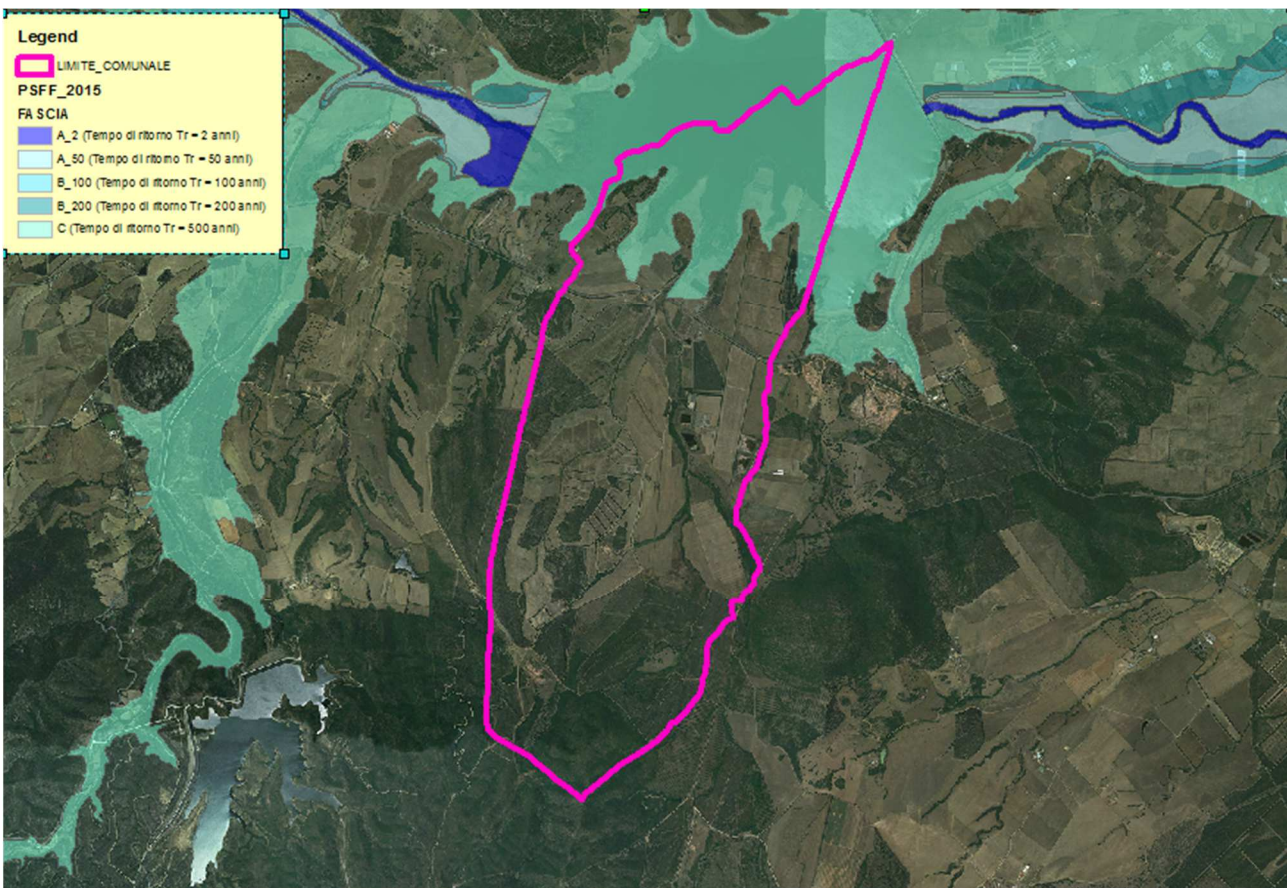 Legend
LIMITE_COMUNALE
PSFF_2015
FASCIA
A_2 (Tempo di ritorno Tr = 2 anni)
A_50 (Tempo di ritorno Tr = 50 anni)
B_100 (Tempo di ritorno Tr = 100 anni)
B_200 (Tempo di ritorno Tr = 200 anni)
C (Tempo di ritorno Tr = 500 anni)